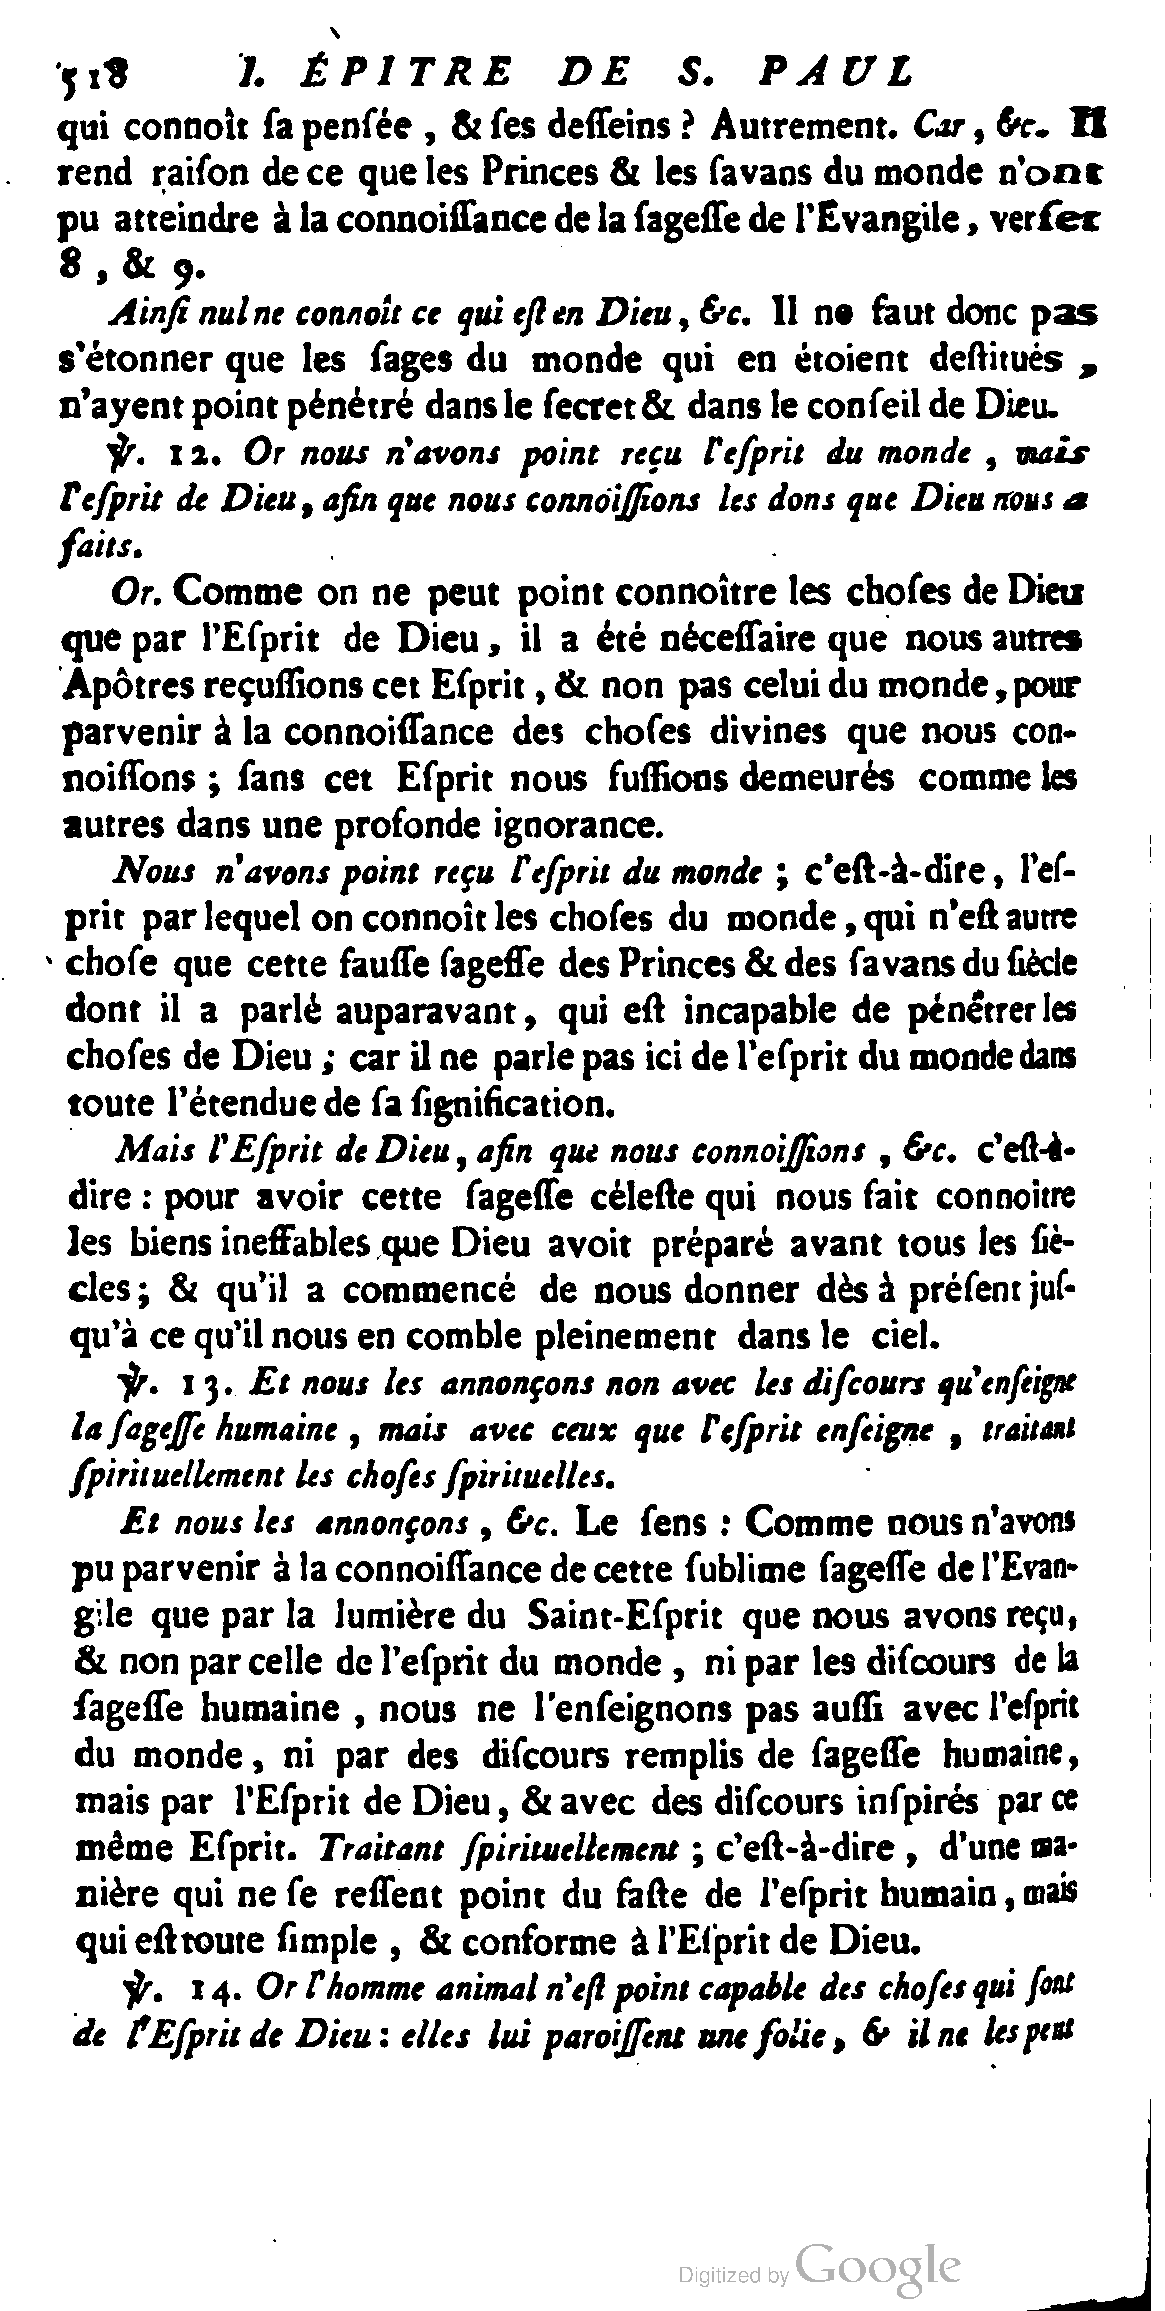 518 I. ÉPITRE DE S. PAUL
qui connoît ſa penſée, & ſes deſſeins ? Autrement. Car, &c. Il
rend raiſon de ce que les Princes & les ſavans du monde n'ont
pu atteindre à la connoiſſance de la ſageſſe de l'Evangile, verſet
8, & 9.
Ainſi nul ne connoît ce qui eſt en Dieu, &c. Il ne faut donc pas
s'étonner que les ſages du monde qui en étoient deſtitués,
n'ayent point pénétré dans le ſecret & dans le conſeil de Dieu.
℣. 12. Or nous n'avons point reçu l'eſprit du monde, mais
l'eſprit de Dieu, afin que nous connoiſſions les dons que Dieu nous a
faits.
Or. Comme on ne peut point connoître les choſes de Dieu
que par l'Eſprit de Dieu, il a été néceſſaire que nous autres
Apôtres reçuſſions cet Eſprit, & non pas celui du monde, pour
parvenir à la connoiſſance des choſes divines que nous con-
noiſſons ; ſans cet Eſprit nous fuſſions demeurés comme les
autres dans une profonde ignorance.
Nous n'avons point reçu l'eſprit du monde ; c'eſt-à-dire, l'eſ-
prit par lequel on connoît les choſes du monde, qui n'eſt autre
choſe que cette fauſſe ſageſſe des Princes & des ſavans du ſiècle
dont il a parlé auparavant, qui eſt incapable de pénétrer les
choſes de Dieu ; car il ne parle pas ici de l'eſprit du monde dans
toute l'étendue de ſa ſignification.
Mais l'Eſprit de Dieu, afin que nous connoiſſions, &c. c'eſt-à-
dire : pour avoir cette ſageſſe céleſte qui nous fait connoitre
les biens ineffables que Dieu avoit préparé avant tous les ſiè-
cles ; & qu'il a commencé de nous donner dès à préſent juſ-
qu'à ce qu'il nous en comble pleinement dans le ciel.
℣. 13. Et nous les annonçons non avec les diſcours qu'enſeigne
la ſageſſe humaine, mais avec ceux que l'eſprit enſeigne, traitant
ſpirituellement les choſes ſpirituelles.
Et nous les annonçons, &c. Le ſens : Comme nous n'avons
pu parvenir à la connoiſſance de cette ſublime ſageſſe de l'Evan-
gile que par la lumière du Saint-Eſprit que nous avons reçu,
& non par celle de l'eſprit du monde, ni par les diſcours de la
ſageſſe humaine, nous ne l'enſeignons pas auſſi avec l'eſprit
du monde, ni par des diſcours remplis de ſageſſe humaine,
mais par l'Eſprit de Dieu, & avec des diſcours inſpirés par ce
même Eſprit. Traitant ſpirituellement ; c'eſt-à-dire, d'une ma-
nière qui ne ſe reſſent point du faſte de l'eſprit humain, mais
qui eſt toute ſimple, & conforme à l'Eſprit de Dieu.
℣. 14. Or l'homme animal n'eſt point capable des choſes qui ſont
de l'Eſprit de Dieu : elles lui paroiſſent une folie, & il ne les peut
Digitized by Google